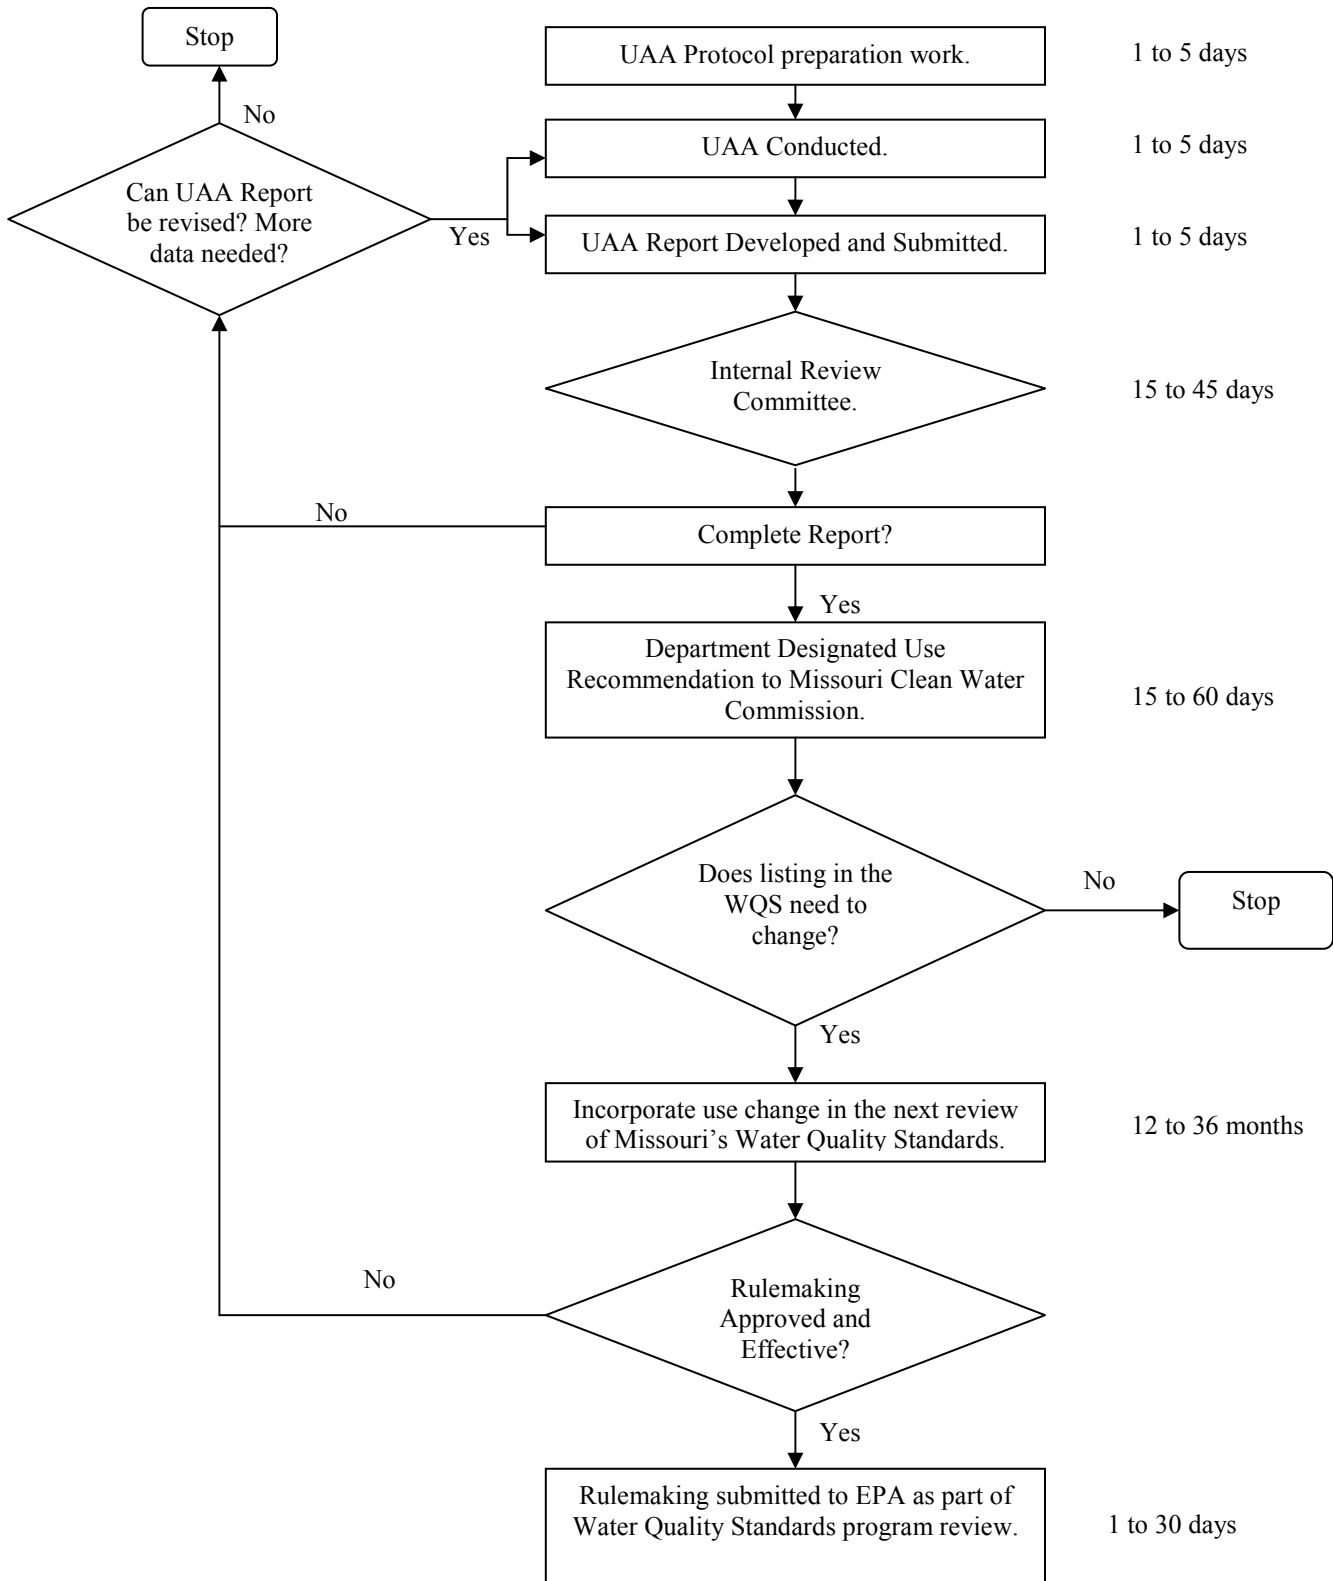 Stop
UAA Protocol preparation work.
1 to 5 days
No
UAA Conducted.
1 to 5 days
Can UAA Report
be revised? More
data needed?
Yes
UAA Report Developed and Submitted.
1 to 5 days
Internal Review
Committee.
15 to 45 days
No
Complete Report?
Yes
Department Designated Use
Recommendation to Missouri Clean Water
Commission.
15 to 60 days
Does listing in the
WQS need to
change?
No
Stop
Yes
Incorporate use change in the next review
of Missouri’s Water Quality Standards.
12 to 36 months
No
Rulemaking
Approved and
Effective?
Yes
Rulemaking submitted to EPA as part of
Water Quality Standards program review.
1 to 30 days